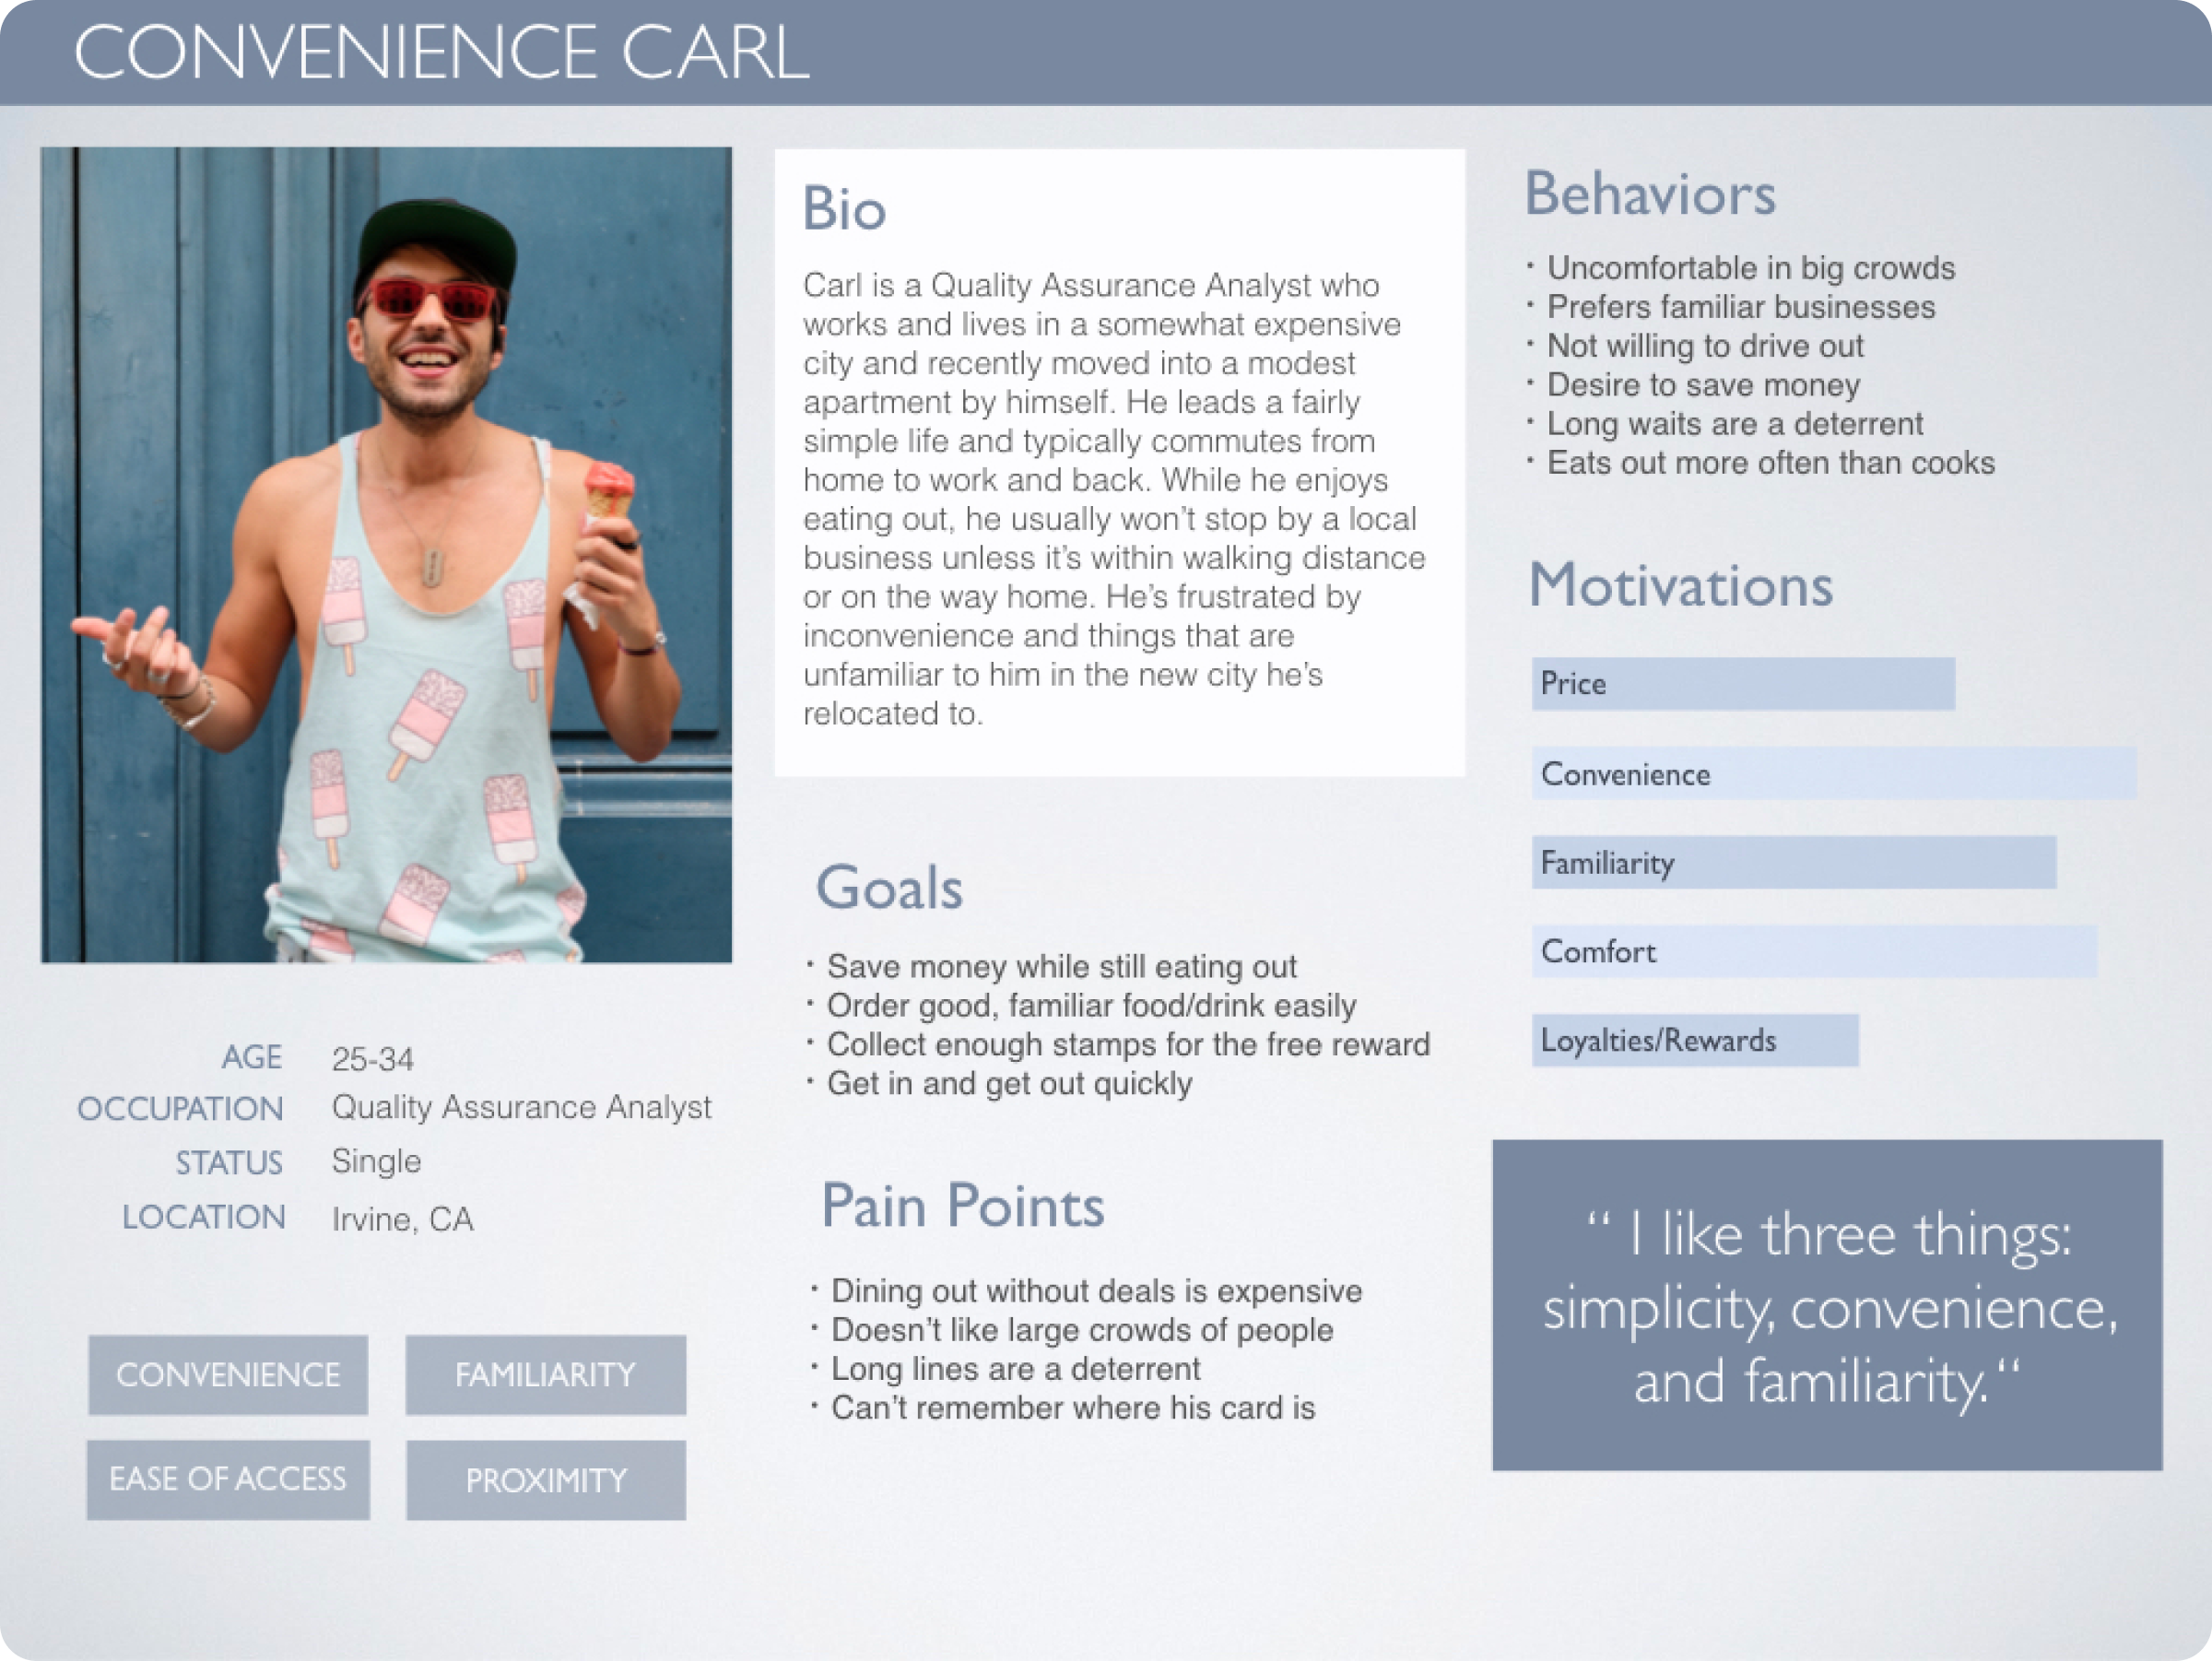 CONVENIENCE CARL
AGE 25-34
OCCUPATION Quality Assurance Analyst
STATUS Single
LOCATION Irvine, CA
CONVENIENCE FAMILIARITY
EASE OF ACCESS PROXIMITY
Bio
Carl is a Quality Assurance Analyst who
works and lives in a somewhat expensive
city and recently moved into a modest
apartment by himself. He leads a fairly
simple life and typically commutes from
home to work and back. While he enjoys
eating out, he usually won’t stop by a local
business unless it’s within walking distance
or on the way home. He’s frustrated by
inconvenience and things that are
unfamiliar to him in the new city he’s
relocated to.
Goals
· Save money while still eating out
· Order good, familiar food/drink easily
· Collect enough stamps for the free reward
· Get in and get out quickly
Pain Points
· Dining out without deals is expensive
· Doesn’t like large crowds of people
· Long lines are a deterrent
· Can’t remember where his card is
Behaviors
· Uncomfortable in big crowds
· Prefers familiar businesses
· Not willing to drive out
· Desire to save money
· Long waits are a deterrent
· Eats out more often than cooks
Motivations
Price
Convenience
Familiarity
Comfort
Loyalties/Rewards
“ I like three things:
simplicity, convenience,
and familiarity.“